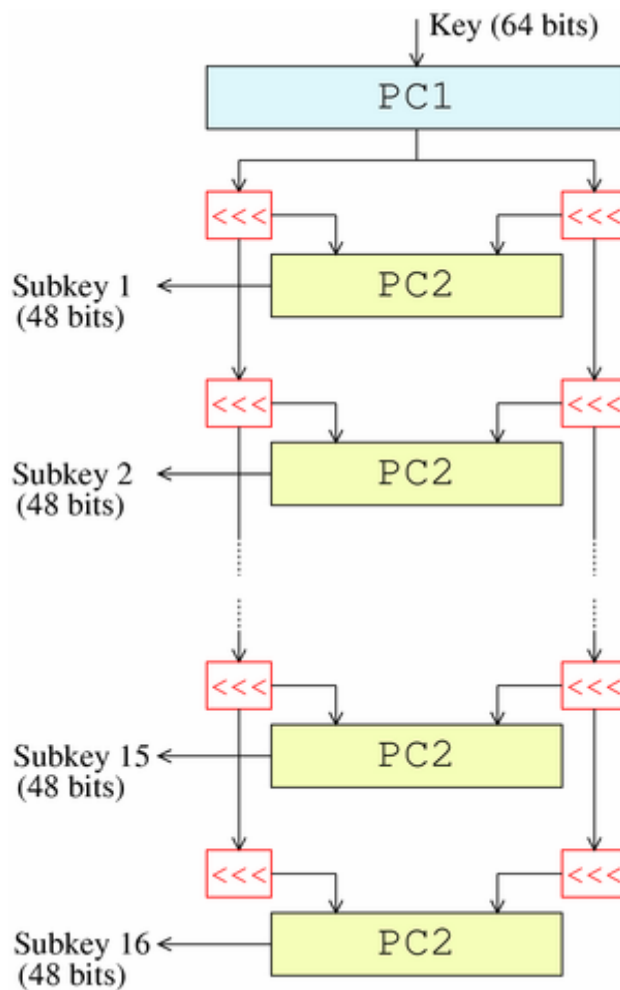 Key (64 bits)
PC1
<<< <<<
PC2
Subkey 1
(48 bits)
<<< <<<
PC2
Subkey 2
(48 bits)
<<< <<<
PC2
Subkey 15
(48 bits)
<<< <<<
PC2
Subkey 16
(48 bits)